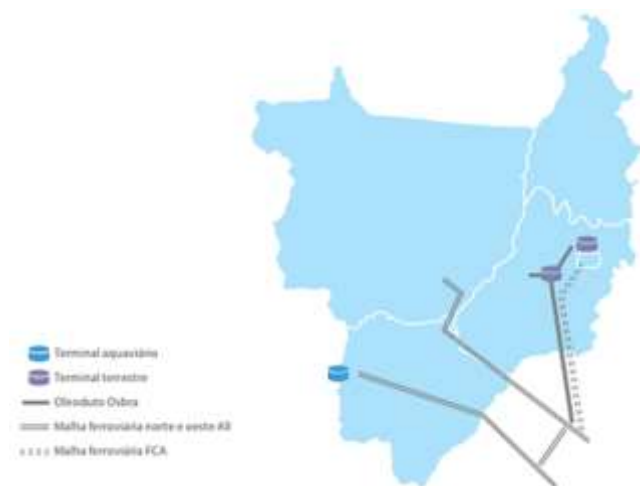 Terminal aquaviário
Terminal terrestre
Oleoduto Osbra
Malha ferroviária norte e oeste All
Malha ferroviária FCA